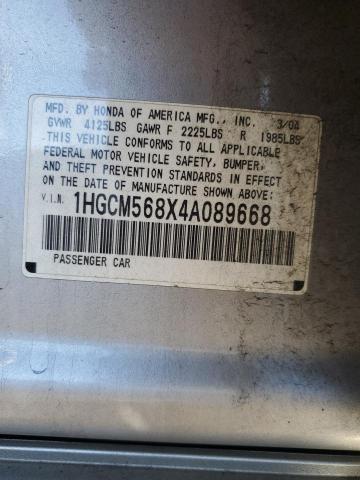 MFD. BY HONDA OF AMERICA MFG., INC. 3/04
GVWR 4125LBS GAWR F 2225LBS R 1985LBS
THIS VEHICLE CONFORMS TO ALL APPLICABLE
FEDERAL MOTOR VEHICLE SAFETY, BUMPER,
AND THEFT PREVENTION STANDARDS IN EFFECT
ON THE DATE OF MANUFACTURE SHOWN ABOVE.
V.I.N. 1HGCM568X4A089668
PASSENGER CAR